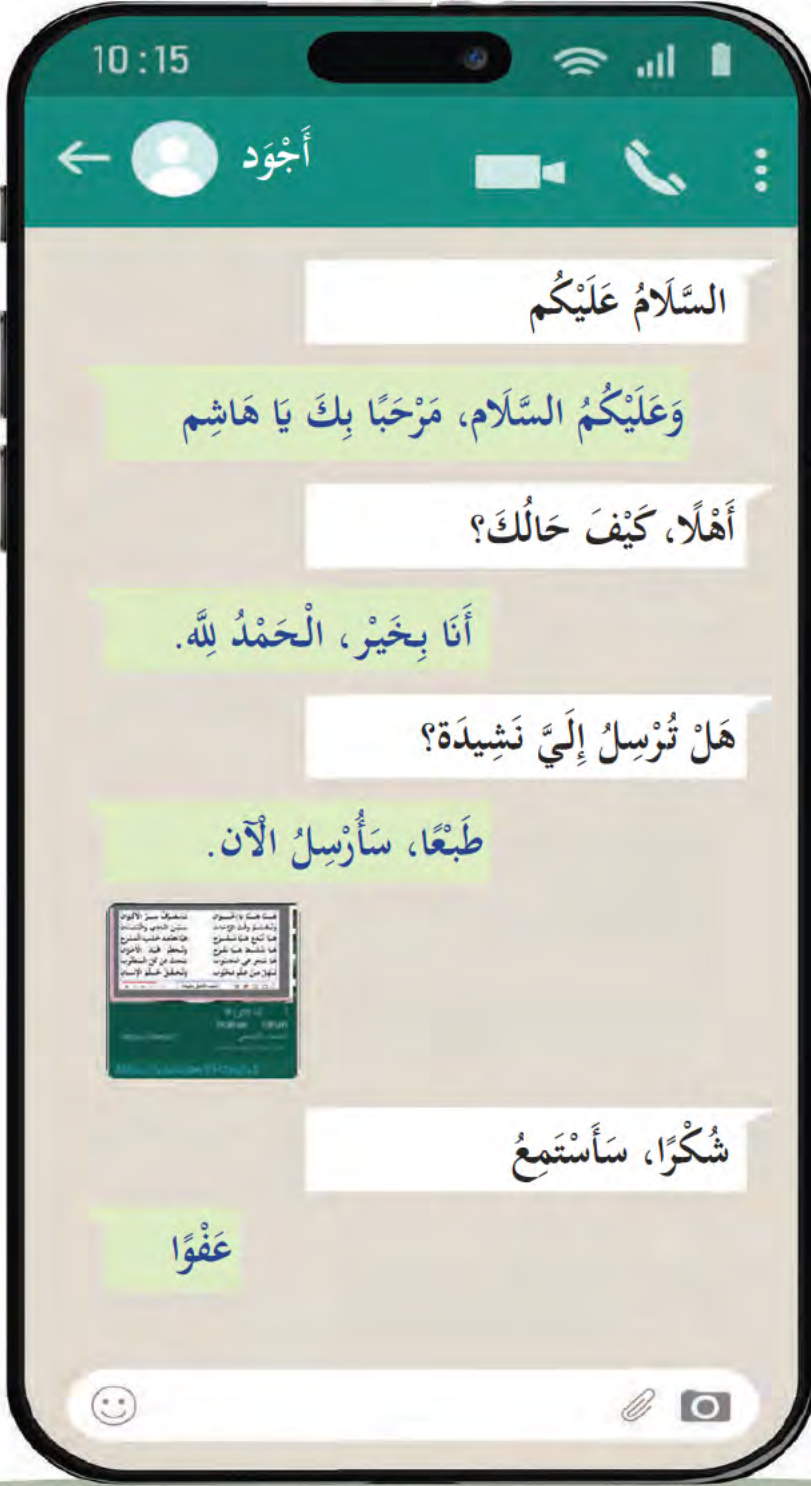 10:15
أَجْوَد
السَّلَامُ عَلَيْكُم
وَعَلَيْكُمُ السَّلَام، مَرْحَبًا بِكَ يَا هَاشِم
أَهْلًا، كَيْفَ حَالُكَ؟
أَنَا بِخَيْر، الْحَمْدُ لِلَّه.
هَلْ تُرْسِلُ إِلَيَّ نَشِيدَة؟
طَبْعًا، سَأُرْسِلُ الْآن.
شُكْرًا، سَأَسْتَمِعُ
عَفْوًا